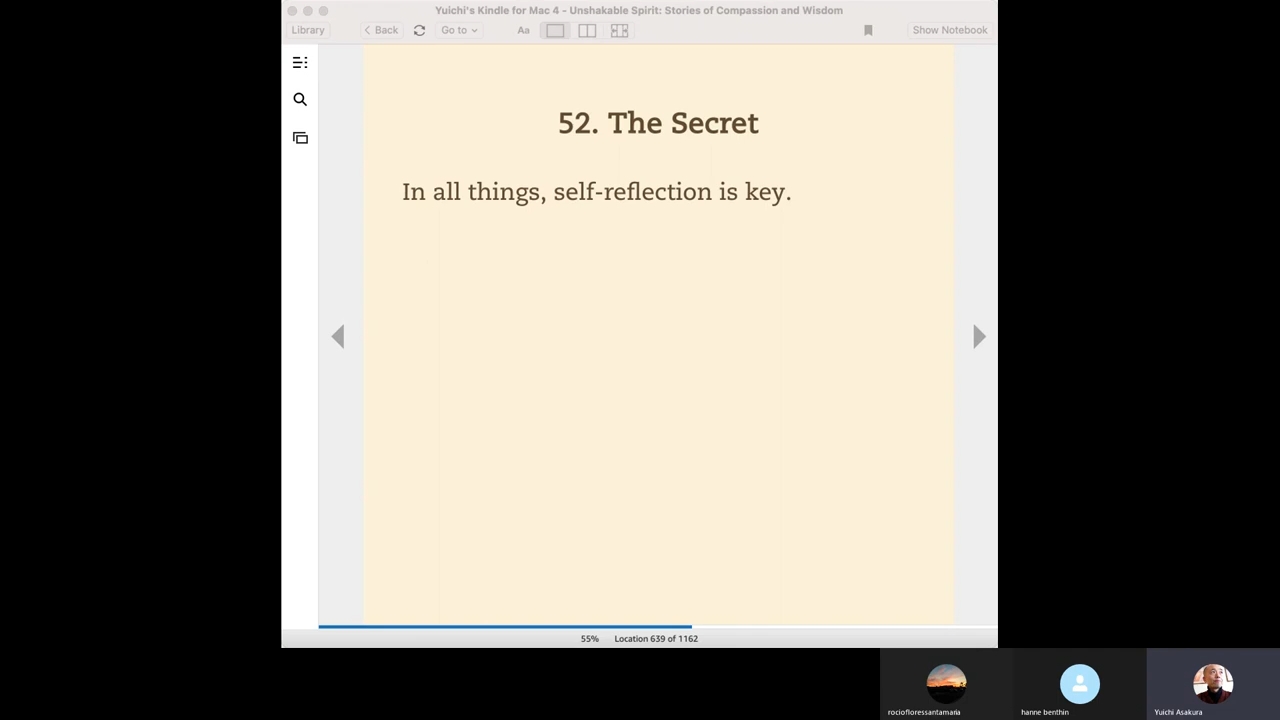 Yuichi's Kindle for Mac 4 - Unshakable Spirit: Stories of Compassion and Wisdom
Library
Back
Go to
Aa
Show Notebook
52. The Secret
In all things, self-reflection is key.
55%
Location 639 of 1162
rociofloressantamaria
hanne benthin
Yuichi Asakura